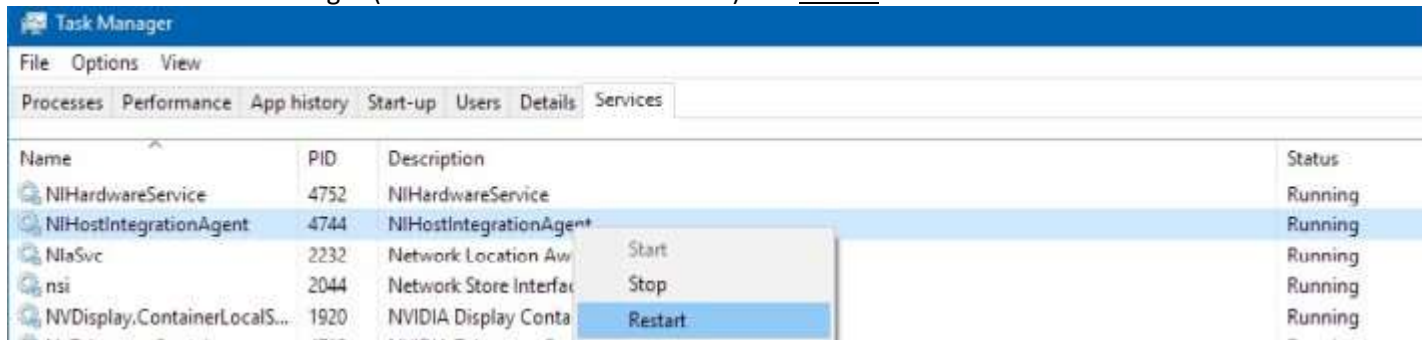 Task Manager
File Options View
Processes Performance App history Start-up Users Details Services
Name PID Description Status
NIHardwareService 4752 NIHardwareService Running
NIHostIntegrationAgent 4744 NIHostIntegrationAgent Running
NlaSvc 2232 Network Location Aw Start Running
nsi 2044 Network Store Interfac Stop Running
NVDisplay.ContainerLocalS... 1920 NVIDIA Display Conta Restart Running